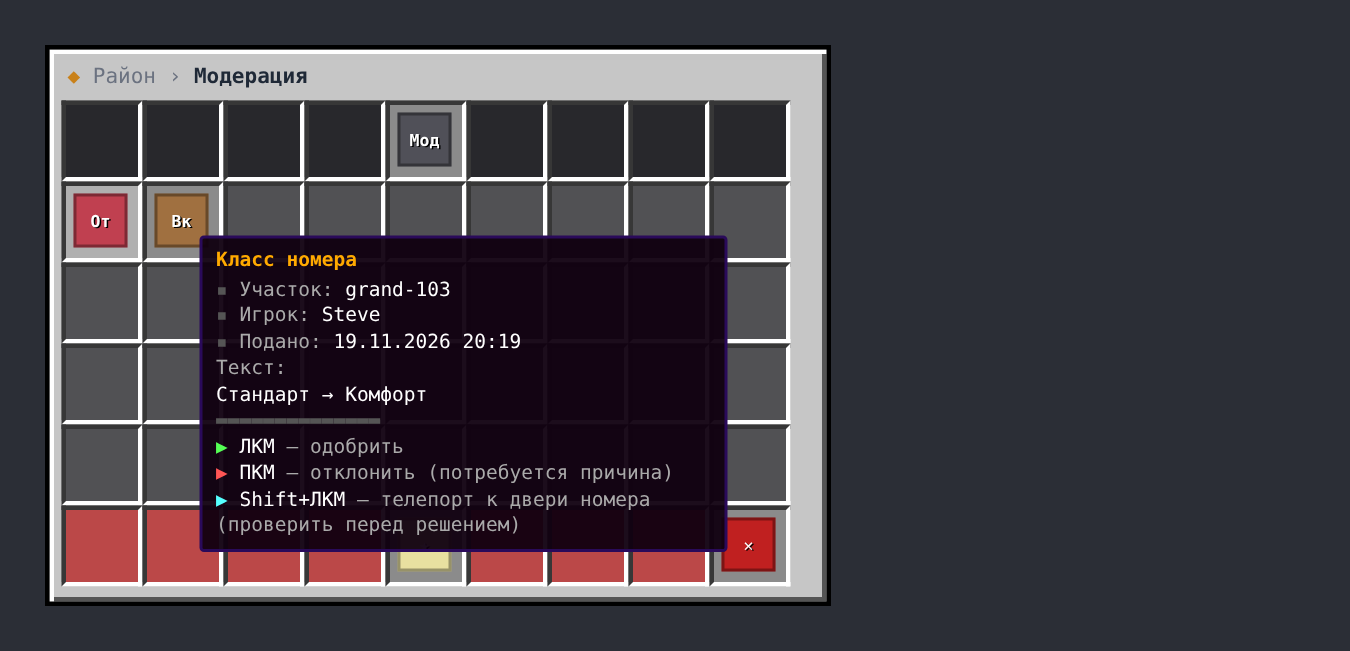 ◆ Район › Модерация
Мод
От
Вк
Класс номера
▪ Участок: grand-103
▪ Игрок: Steve
▪ Подано: 19.11.2026 20:19
Текст:
Стандарт → Комфорт
▶ ЛКМ — одобрить
▶ ПКМ — отклонить (потребуется причина)
▶ Shift+ЛКМ — телепорт к двери номера
(проверить перед решением)
×